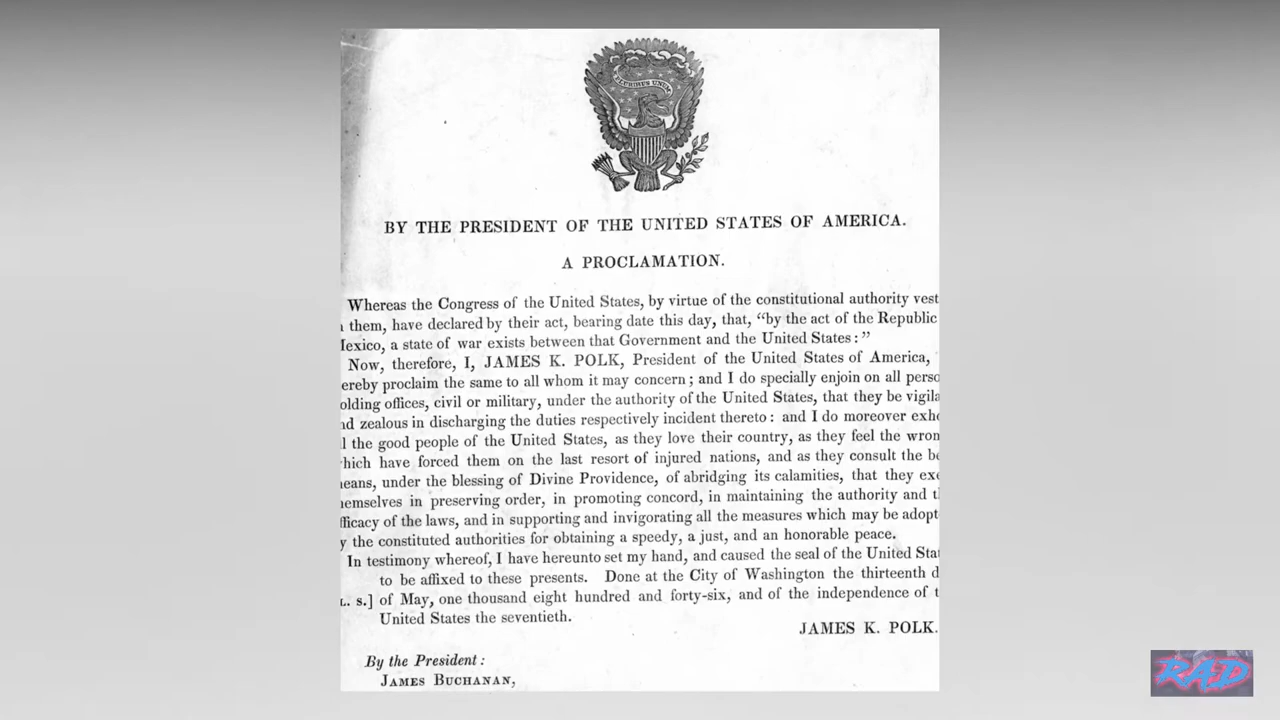 E PLURIBUS UNUM
BY THE PRESIDENT OF THE UNITED STATES OF AMERICA.
A PROCLAMATION.
Whereas the Congress of the United States, by virtue of the constitutional authority vest
them, have declared by their act, bearing date this day, that, “by the act of the Republic
exico, a state of war exists between that Government and the United States:”
Now, therefore, I, JAMES K. POLK, President of the United States of America,
ereby proclaim the same to all whom it may concern; and I do specially enjoin on all perso
olding offices, civil or military, under the authority of the United States, that they be vigila
nd zealous in discharging the duties respectively incident thereto: and I do moreover exho
l the good people of the United States, as they love their country, as they feel the wron
hich have forced them on the last resort of injured nations, and as they consult the be
eans, under the blessing of Divine Providence, of abridging its calamities, that they exe
emselves in preserving order, in promoting concord, in maintaining the authority and t
fficacy of the laws, and in supporting and invigorating all the measures which may be adopt
y the constituted authorities for obtaining a speedy, a just, and an honorable peace.
In testimony whereof, I have hereunto set my hand, and caused the seal of the United Stat
to be affixed to these presents. Done at the City of Washington the thirteenth d
L. S.] of May, one thousand eight hundred and forty-six, and of the independence of t
United States the seventieth.
JAMES K. POLK.
By the President:
JAMES BUCHANAN,
RAD